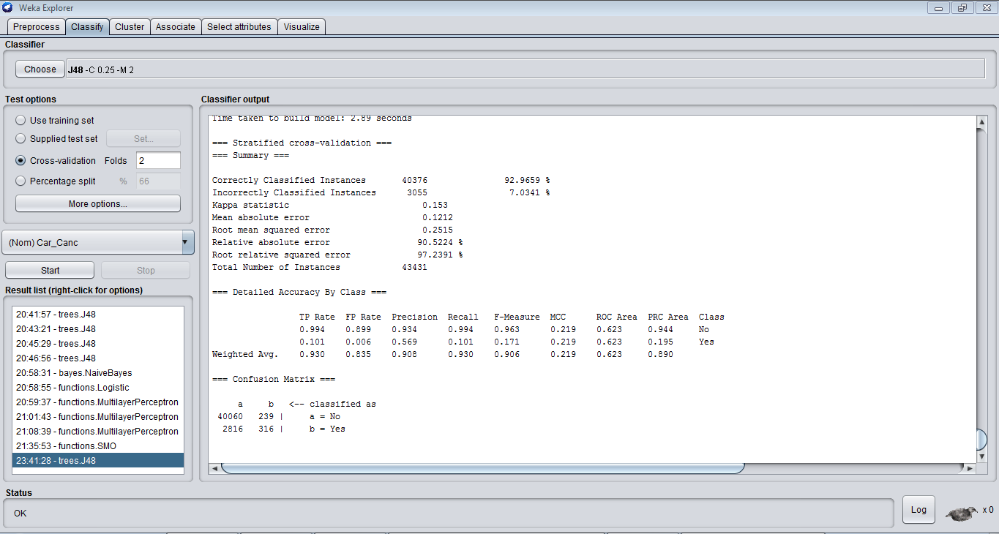 Weka Explorer
Preprocess Classify Cluster Associate Select attributes Visualize
Classifier
Choose J48 -C 0.25 -M 2
Test options
Use training set
Supplied test set Set...
Cross-validation Folds 2
Percentage split % 66
More options...
(Nom) Car_Canc
Start Stop
Result list (right-click for options)
20:41:57 - trees.J48
20:43:21 - trees.J48
20:45:29 - trees.J48
20:46:56 - trees.J48
20:58:31 - bayes.NaiveBayes
20:58:55 - functions.Logistic
20:59:37 - functions.MultilayerPerceptron
21:01:43 - functions.MultilayerPerceptron
21:08:39 - functions.MultilayerPerceptron
21:35:53 - functions.SMO
23:41:28 - trees.J48
Classifier output
Time taken to build model: 2.89 seconds
=== Stratified cross-validation ===
=== Summary ===
Correctly Classified Instances 40376 92.9659 %
Incorrectly Classified Instances 3055 7.0341 %
Kappa statistic 0.153
Mean absolute error 0.1212
Root mean squared error 0.2515
Relative absolute error 90.5224 %
Root relative squared error 97.2391 %
Total Number of Instances 43431
=== Detailed Accuracy By Class ===
TP Rate FP Rate Precision Recall F-Measure MCC ROC Area PRC Area Class
0.994 0.899 0.934 0.994 0.963 0.219 0.623 0.944 No
0.101 0.006 0.569 0.101 0.171 0.219 0.623 0.195 Yes
Weighted Avg. 0.930 0.835 0.908 0.930 0.906 0.219 0.623 0.890
=== Confusion Matrix ===
a b <-- classified as
40060 239 | a = No
2816 316 | b = Yes
Status
OK
Log x 0